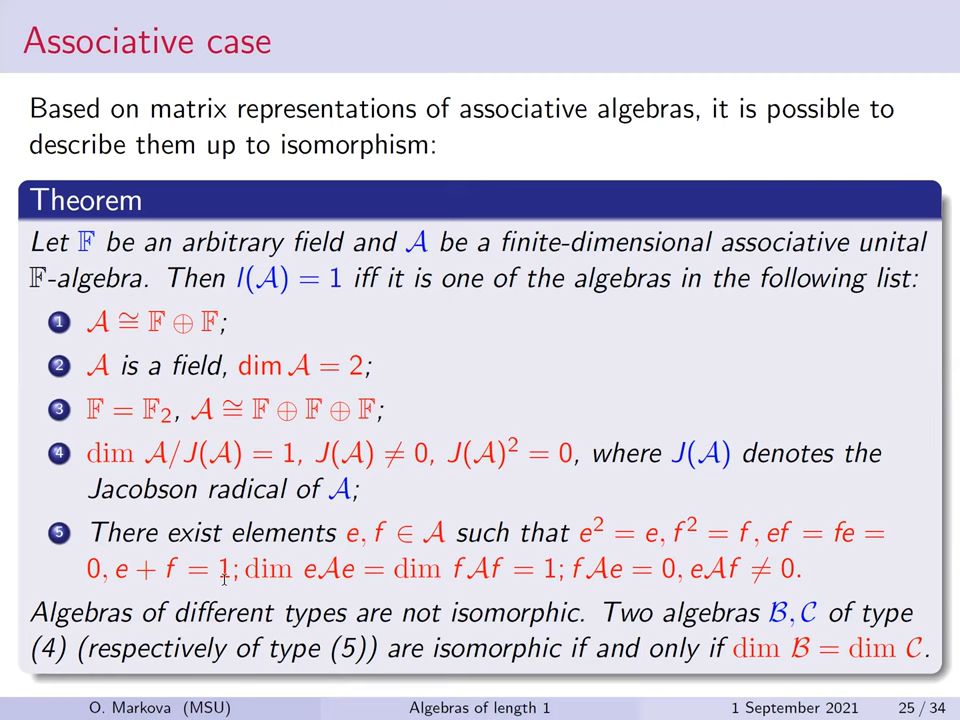 Associative case
Based on matrix representations of associative algebras, it is possible to
describe them up to isomorphism:
Theorem
Let 𝔽 be an arbitrary field and 𝒜 be a finite-dimensional associative unital
𝔽-algebra. Then l(𝒜) = 1 iff it is one of the algebras in the following list:
1 𝒜 ≅ 𝔽 ⊕ 𝔽;
2 𝒜 is a field, dim 𝒜 = 2;
3 𝔽 = 𝔽₂, 𝒜 ≅ 𝔽 ⊕ 𝔽 ⊕ 𝔽;
4 dim 𝒜/J(𝒜) = 1, J(𝒜) ≠ 0, J(𝒜)² = 0, where J(𝒜) denotes the
Jacobson radical of 𝒜;
5 There exist elements e, f ∈ 𝒜 such that e² = e, f² = f, ef = fe =
0, e + f = 1; dim e𝒜e = dim f𝒜f = 1; f𝒜e = 0, e𝒜f ≠ 0.
Algebras of different types are not isomorphic. Two algebras ℬ, 𝒞 of type
(4) (respectively of type (5)) are isomorphic if and only if dim ℬ = dim 𝒞.
O. Markova (MSU) Algebras of length 1 1 September 2021 25 / 34